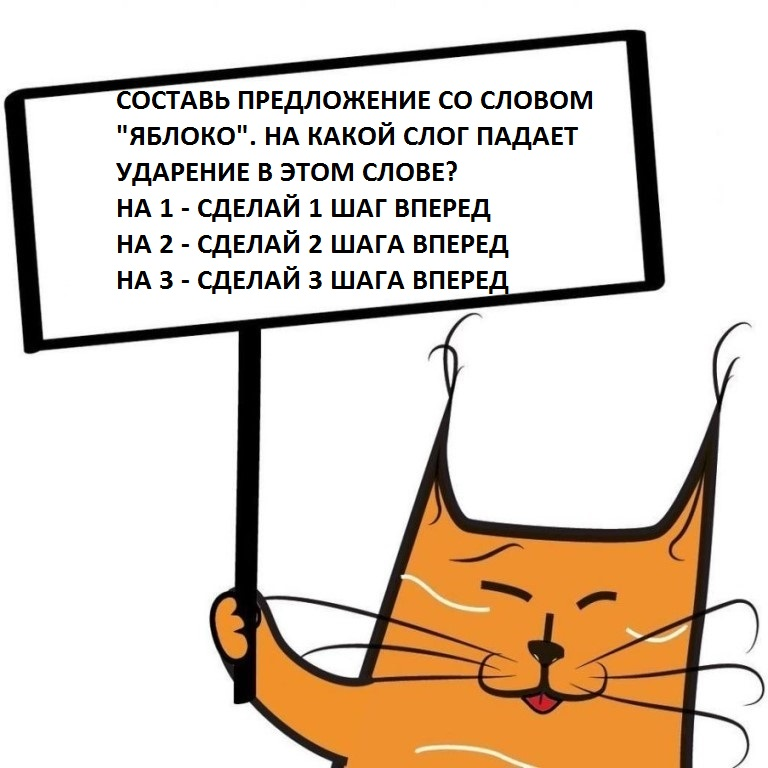 СОСТАВЬ ПРЕДЛОЖЕНИЕ СО СЛОВОМ
"ЯБЛОКО". НА КАКОЙ СЛОГ ПАДАЕТ
УДАРЕНИЕ В ЭТОМ СЛОВЕ?
НА 1 - СДЕЛАЙ 1 ШАГ ВПЕРЕД
НА 2 - СДЕЛАЙ 2 ШАГА ВПЕРЕД
НА 3 - СДЕЛАЙ 3 ШАГА ВПЕРЕД